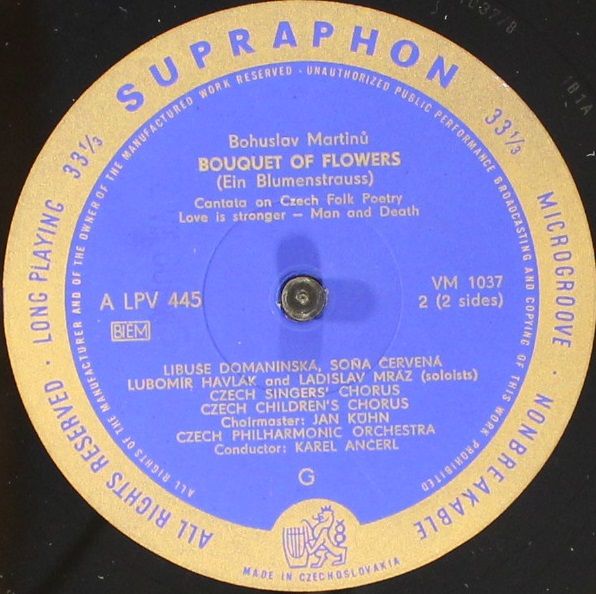 SUPRAPHON
ALL RIGHTS RESERVED · LONG PLAYING 33⅓
33⅓ MICROGROOVE · NONBREAKABLE
ALL RIGHTS OF THE MANUFACTURER AND OF THE OWNER OF THE MANUFACTURED WORK RESERVED · UNAUTHORIZED PUBLIC PERFORMANCE BROADCASTING AND COPYING OF THIS WORK PROHIBITED
Bohuslav Martinů
BOUQUET OF FLOWERS
(Ein Blumenstrauss)
Cantata on Czech Folk Poetry
Love is stronger — Man and Death
A LPV 445
VM 1037
BIEM
2 (2 sides)
LIBUSE DOMANINSKÁ, SOŇA ČERVENÁ
LUBOMÍR HAVLÁK and LADISLAV MRÁZ (soloists)
CZECH SINGERS' CHORUS
CZECH CHILDREN'S CHORUS
Choirmaster: JAN KÜHN
CZECH PHILHARMONIC ORCHESTRA
Conductor: KAREL ANČERL
G
MADE IN CZECHOSLOVAKIA